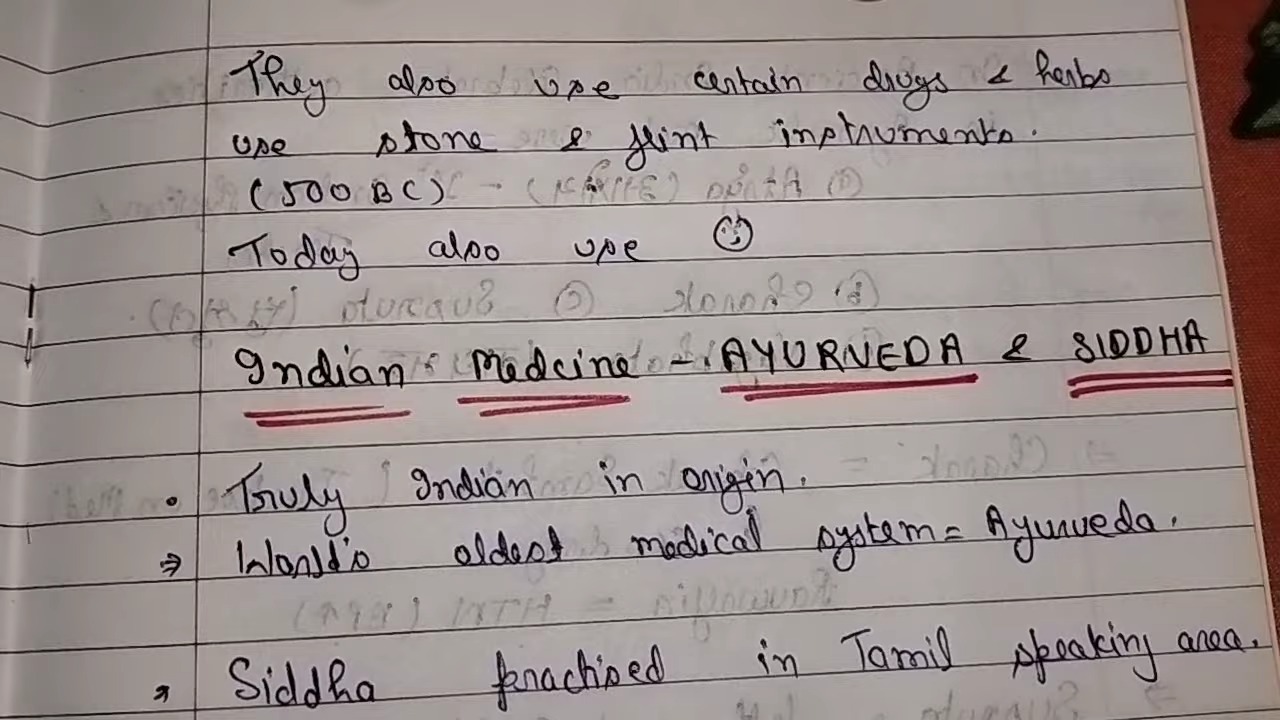 They also use certain drugs & herbs
use stone & flint instruments.
(500 BC)
Today also use
Indian Medcine - AYURVEDA & SIDDHA
• Truly Indian in origin.
⇒ World's oldest medical system = Ayurveda.
⇒ Siddha practised in Tamil speaking area.